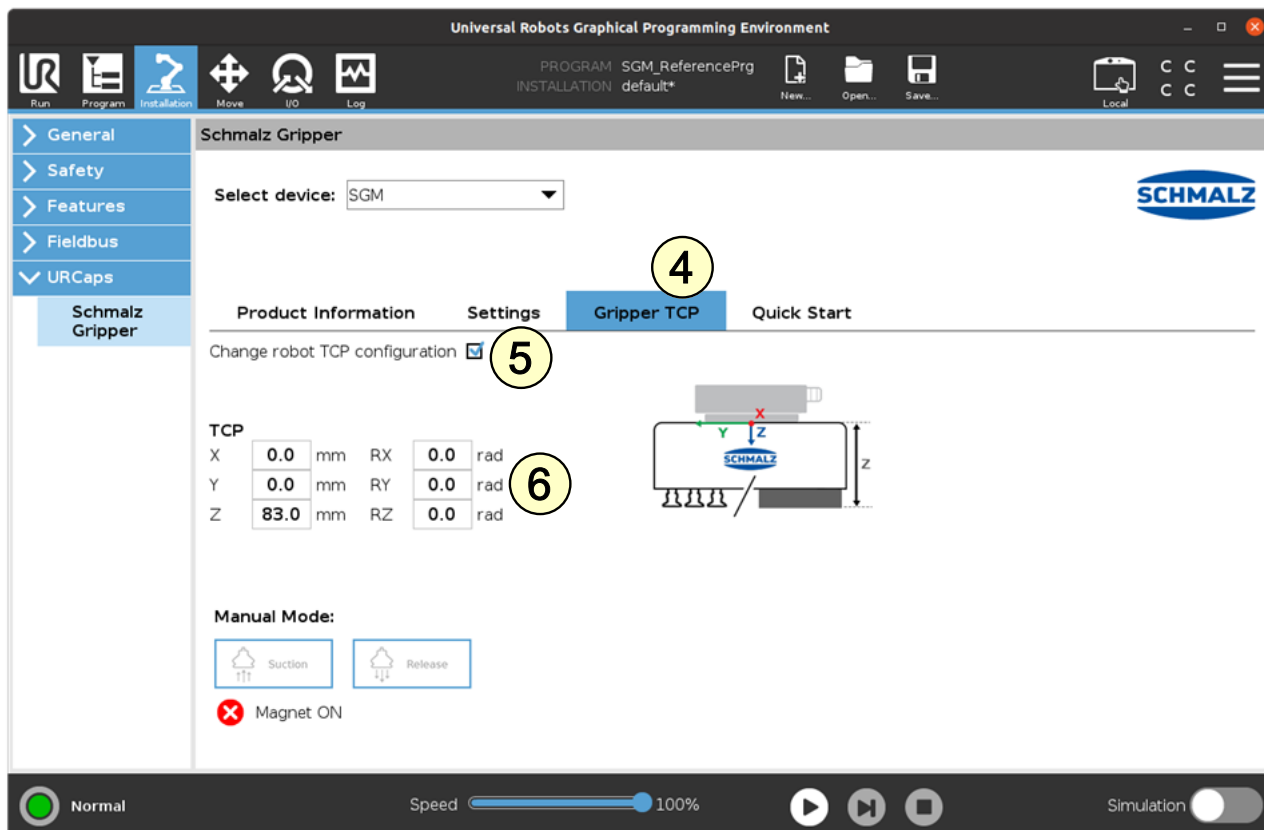 Universal Robots Graphical Programming Environment
PROGRAM SGM_ReferencePrg
INSTALLATION default*
Run Program Installation Move I/O Log New... Open... Save... Local
C C
C C
General
Safety
Features
Fieldbus
URCaps
Schmalz
Gripper
Schmalz Gripper
Select device: SGM
SCHMALZ
4
Product Information Settings Gripper TCP Quick Start
Change robot TCP configuration
5
TCP
X 0.0 mm RX 0.0 rad
Y 0.0 mm RY 0.0 rad
Z 83.0 mm RZ 0.0 rad
6
X
Y Z
SCHMALZ
Z
Manual Mode:
Suction Release
Magnet ON
Normal Speed 100% Simulation